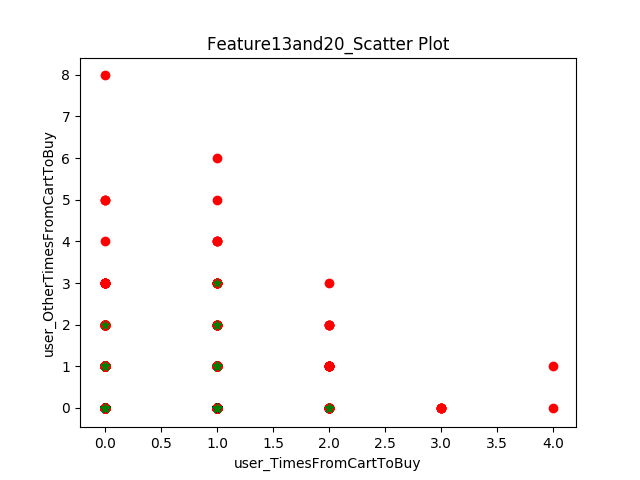 Feature13and20_Scatter Plot
8
7
6
5
4
3
2
1
0
user_OtherTimesFromCartToBuy
0.0 0.5 1.0 1.5 2.0 2.5 3.0 3.5 4.0
user_TimesFromCartToBuy